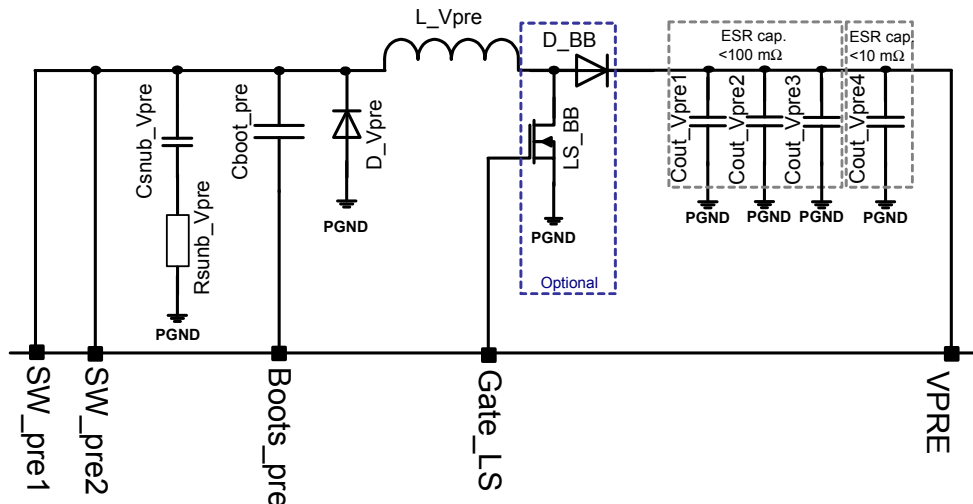 L_Vpre
D_BB
ESR cap.
<100 mΩ
ESR cap.
<10 mΩ
Csnub_Vpre
Rsunb_Vpre
PGND
Cboot_pre
D_Vpre
PGND
LS_BB
PGND
Optional
Cout_Vpre1
Cout_Vpre2
Cout_Vpre3
Cout_Vpre4
PGND
PGND
PGND
PGND
SW_pre1
SW_pre2
Boots_pre
Gate_LS
VPRE